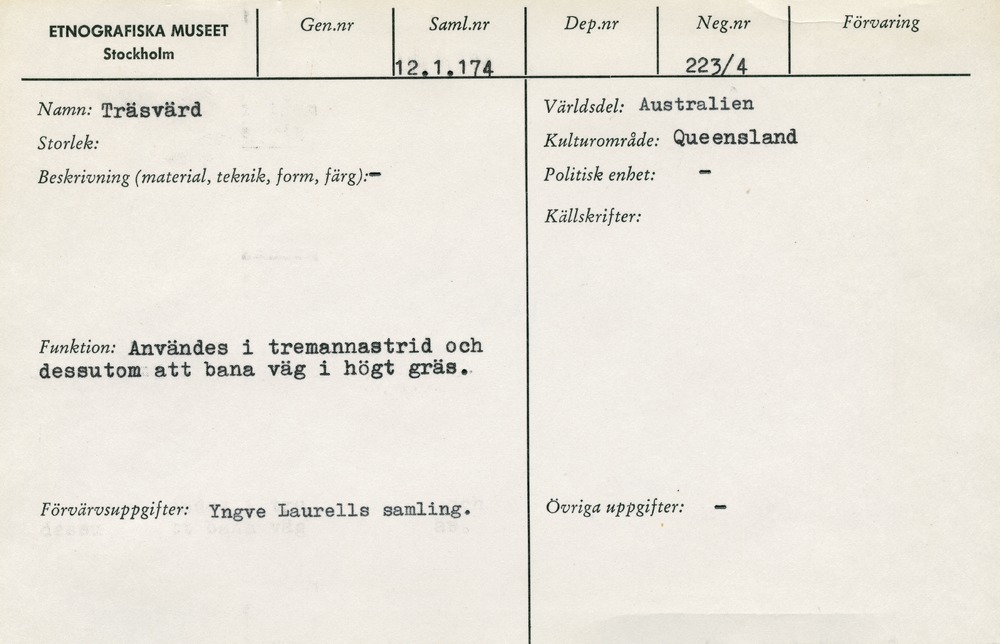 ETNOGRAFISKA MUSEET
Stockholm
Gen.nr
Saml.nr
12.1.174
Dep.nr
Neg.nr
223/4
Förvaring
Namn: Träsvärd
Storlek:
Beskrivning (material, teknik, form, färg):-
Funktion: Användes i tremannastrid och
dessutom att bana väg i högt gräs.
Förvärvsuppgifter: Yngve Laurells samling.
Världsdel: Australien
Kulturområde: Queensland
Politisk enhet: -
Källskrifter:
Övriga uppgifter: -